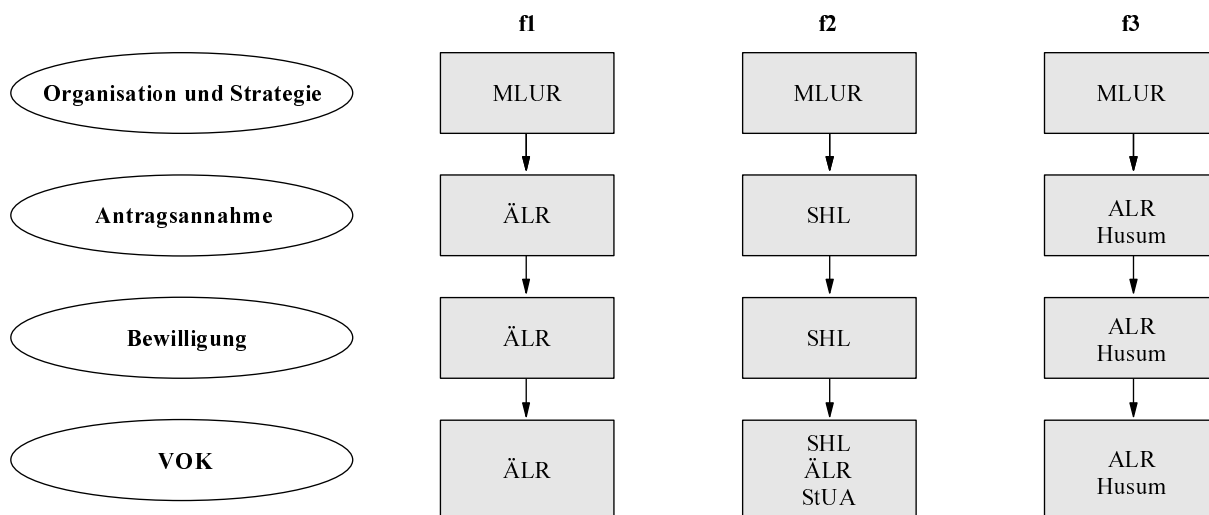 f1 f2 f3
Organisation und Strategie MLUR MLUR MLUR
Antragsannahme ÄLR SHL ALR
Husum
Bewilligung ÄLR SHL ALR
Husum
VOK ÄLR SHL
ÄLR
StUA
ALR
Husum